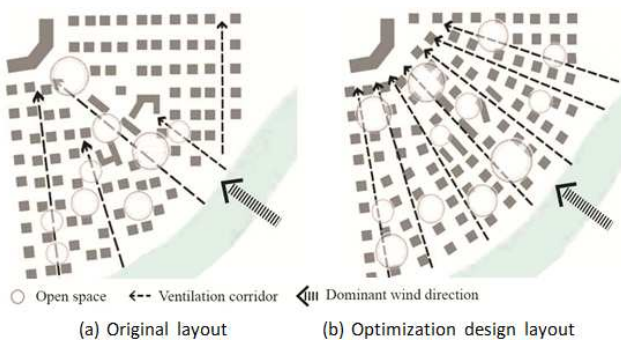 Open space Ventilation corridor Dominant wind direction
(a) Original layout (b) Optimization design layout